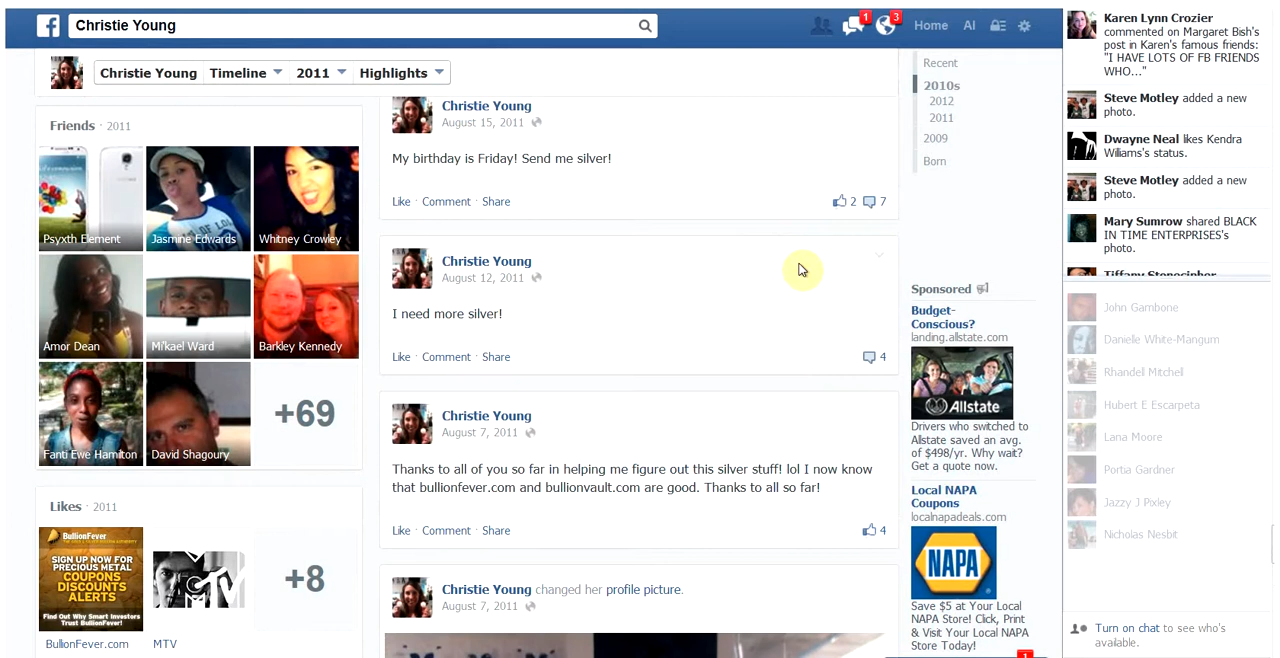 Christie Young
1
3
Home
AI
Christie Young
Timeline
2011
Highlights
Friends · 2011
Psyxth Element
Jasmine Edwards
Whitney Crowley
Amor Dean
Mi'kael Ward
Barkley Kennedy
Fanti Ewe Hamilton
David Shagoury
+69
Likes · 2011
BullionFever
SIGN UP NOW FOR
PRECIOUS METAL
COUPONS
DISCOUNTS
ALERTS
Find Out Why Smart Investors
Trust BullionFever!
MTV
+8
BullionFever.com
MTV
Christie Young
August 15, 2011
My birthday is Friday! Send me silver!
Like · Comment · Share
2
7
Christie Young
August 12, 2011
I need more silver!
Like · Comment · Share
4
Christie Young
August 7, 2011
Thanks to all of you so far in helping me figure out this silver stuff! lol I now know
that bullionfever.com and bullionvault.com are good. Thanks to all so far!
Like · Comment · Share
4
Christie Young changed her profile picture.
August 7, 2011
Recent
2010s
2012
2011
2009
Born
Sponsored
Budget-
Conscious?
landing.allstate.com
Allstate
Drivers who switched to
Allstate saved an avg.
of $498/yr. Why wait?
Get a quote now.
Local NAPA
Coupons
localnapadeals.com
NAPA
Save $5 at Your Local
NAPA Store! Click, Print
& Visit Your Local NAPA
Store Today!
Karen Lynn Crozier
commented on Margaret Bish's
post in Karen's famous friends:
"I HAVE LOTS OF FB FRIENDS
WHO..."
Steve Motley added a new
photo.
Dwayne Neal likes Kendra
Williams's status.
Steve Motley added a new
photo.
Mary Sumrow shared BLACK
IN TIME ENTERPRISES's
photo.
Tiffany Stonecipher
John Gambone
Danielle White-Mangum
Rhandell Mitchell
Hubert E Escarpeta
Lana Moore
Portia Gardner
Jazzy J Pixley
Nicholas Nesbit
Turn on chat to see who's
available.
1